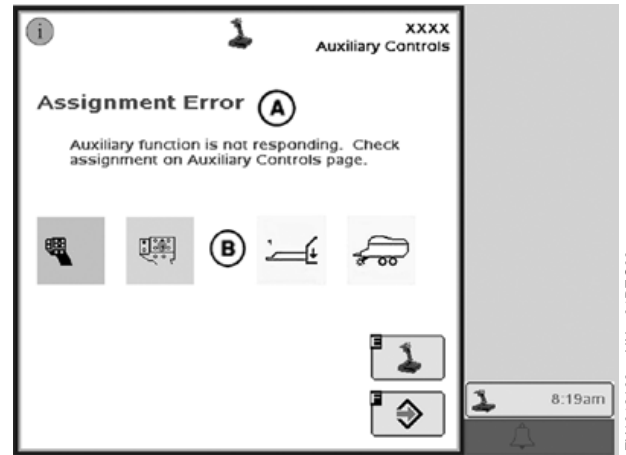 i
XXXX
Auxiliary Controls
Assignment Error A
Auxiliary function is not responding. Check
assignment on Auxiliary Controls page.
B
E
F
8:19am